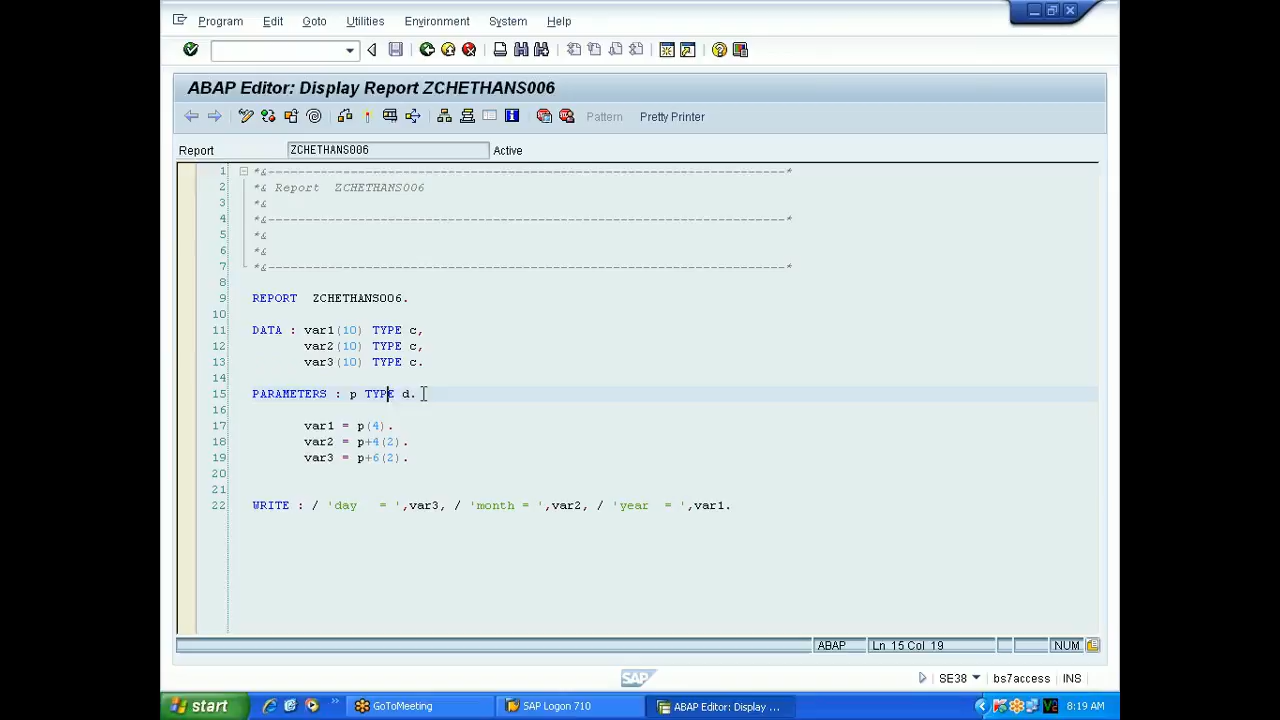 Program Edit Goto Utilities Environment System Help
ABAP Editor: Display Report ZCHETHANS006
Pattern Pretty Printer
Report ZCHETHANS006 Active
1 *&---------------------------------------------------------------------*
2 *& Report  ZCHETHANS006
3 *&
4 *&---------------------------------------------------------------------*
5 *&
6 *&
7 *&---------------------------------------------------------------------*
8
9 REPORT  ZCHETHANS006.
10
11 DATA : var1(10) TYPE c,
12 var2(10) TYPE c,
13 var3(10) TYPE c.
14
15 PARAMETERS : p TYPE d.
16
17 var1 = p(4).
18 var2 = p+4(2).
19 var3 = p+6(2).
20
21
22 WRITE : / 'day   = ',var3, / 'month = ',var2, / 'year  = ',var1.
ABAP Ln 15 Col 19 NUM
SAP SE38 bs7access INS
start GoToMeeting SAP Logon 710 ABAP Editor: Display ... 8:19 AM